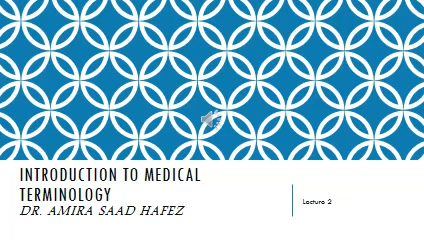 INTRODUCTION TO MEDICAL
TERMINOLOGY
DR. AMIRA SAAD HAFEZ
Lecture 2